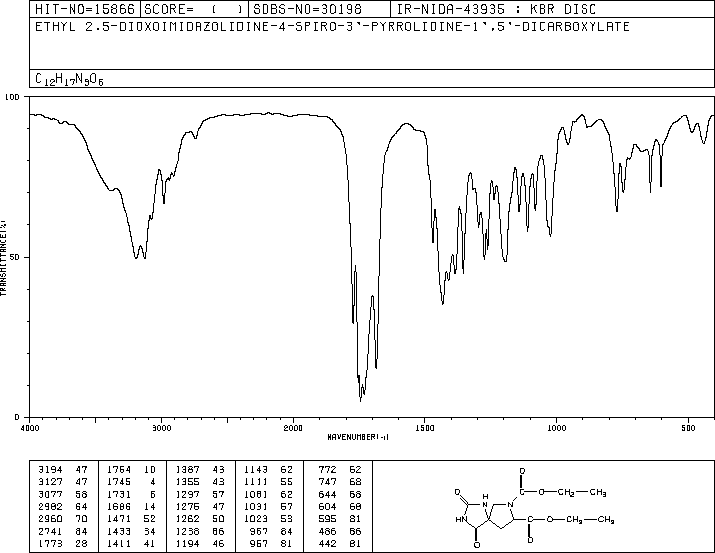 HIT-NO=15866 SCORE= ( ) SDBS-NO=30198 IR-NIDA-43935 : KBR DISC
ETHYL 2,5-DIOXOIMIDAZOLIDINE-4-SPIRO-3'-PYRROLIDINE-1',5'-DICARBOXYLATE
C12H17N3O6
100
50
0
TRANSMITTANCE(%)
4000 3000 2000 1500 1000 500
WAVENUMBER(-1)
3194 47 1764 10 1387 43 1143 62 772 62
3127 47 1745 4 1355 43 1111 55 747 68
3077 58 1731 6 1297 57 1081 62 644 68
2982 64 1686 14 1275 47 1031 57 604 68
2960 70 1471 52 1262 50 1023 53 595 81
2741 84 1433 34 1238 66 967 84 486 86
1773 28 1411 41 1194 46 957 81 442 81
O
C—O—CH2—CH3
O
H
N
N
HN
C—O—CH2—CH3
O
O